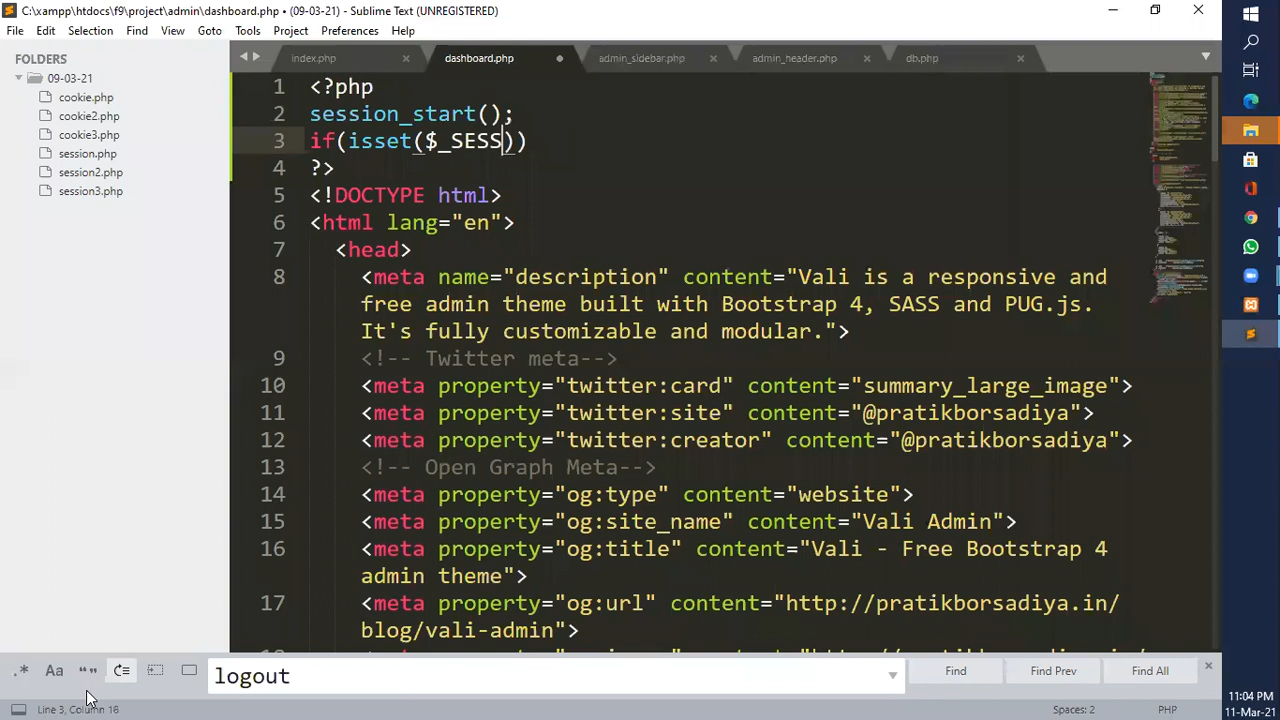 C:\xampp\htdocs\f9\project\admin\dashboard.php • (09-03-21) - Sublime Text (UNREGISTERED)
File Edit Selection Find View Goto Tools Project Preferences Help
FOLDERS
09-03-21
cookie.php
cookie2.php
cookie3.php
session.php
session2.php
session3.php
index.php dashboard.php admin_sidebar.php admin_header.php db.php
1 <?php
2 session_start();
3 if(isset($_SESS))
4 ?>
5 <!DOCTYPE html>
6 <html lang="en">
7 <head>
8 <meta name="description" content="Vali is a responsive and
free admin theme built with Bootstrap 4, SASS and PUG.js.
It's fully customizable and modular.">
9 <!-- Twitter meta-->
10 <meta property="twitter:card" content="summary_large_image">
11 <meta property="twitter:site" content="@pratikborsadiya">
12 <meta property="twitter:creator" content="@pratikborsadiya">
13 <!-- Open Graph Meta-->
14 <meta property="og:type" content="website">
15 <meta property="og:site_name" content="Vali Admin">
16 <meta property="og:title" content="Vali - Free Bootstrap 4
admin theme">
17 <meta property="og:url" content="http://pratikborsadiya.in/
blog/vali-admin">
.* Aa “” logout Find Find Prev Find All
Line 3, Column 16 Spaces: 2 PHP
11:04 PM
11-Mar-21